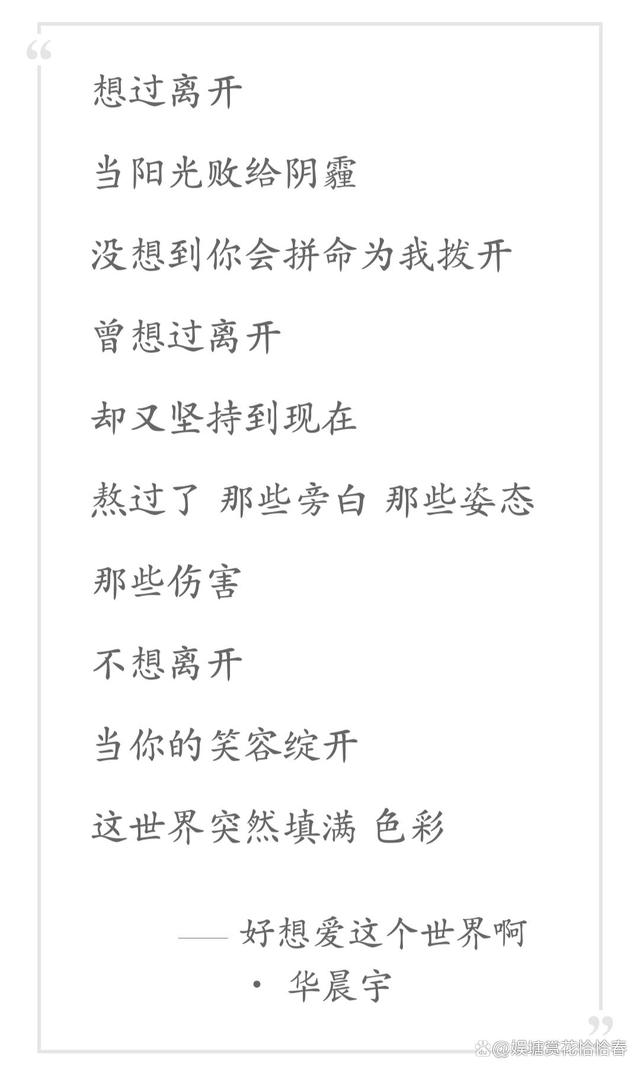 “
想过离开
当阳光败给阴霾
没想到你会拼命为我拨开
曾想过离开
却又坚持到现在
熬过了 那些旁白 那些姿态
那些伤害
不想离开
当你的笑容绽开
这世界突然填满 色彩
—— 好想爱这个世界啊
• 华晨宇
”
@娱塘赏花恰恰春